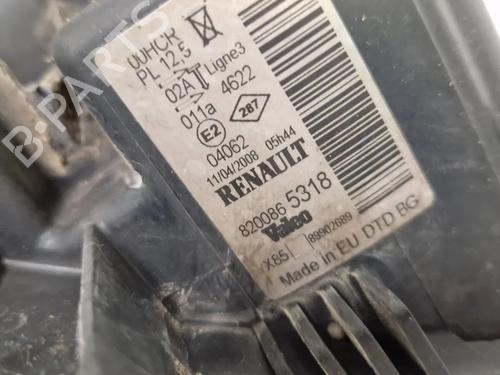 00HCR
PL 12,5
02A Ligne3
011a 4622
E2 287
04062
11/04/2008 05h44
RENAULT
820086 5318
Valeo
X85 89902689
Made in EU DTD BG
B-PARTS